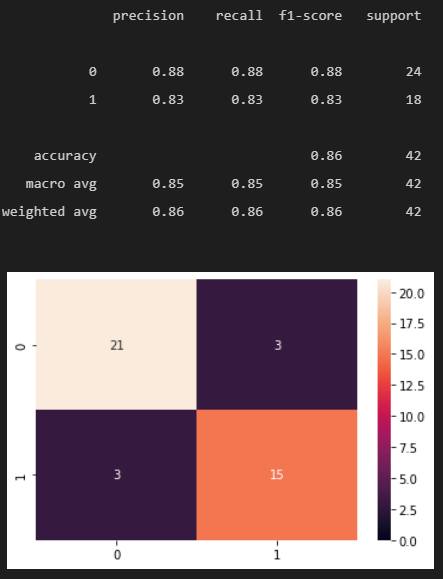 precision recall f1-score support
0 0.88 0.88 0.88 24
1 0.83 0.83 0.83 18
accuracy 0.86 42
macro avg 0.85 0.85 0.85 42
weighted avg 0.86 0.86 0.86 42
0 21 3
1 3 15
0 1
20.0
17.5
15.0
12.5
10.0
7.5
5.0
2.5
0.0